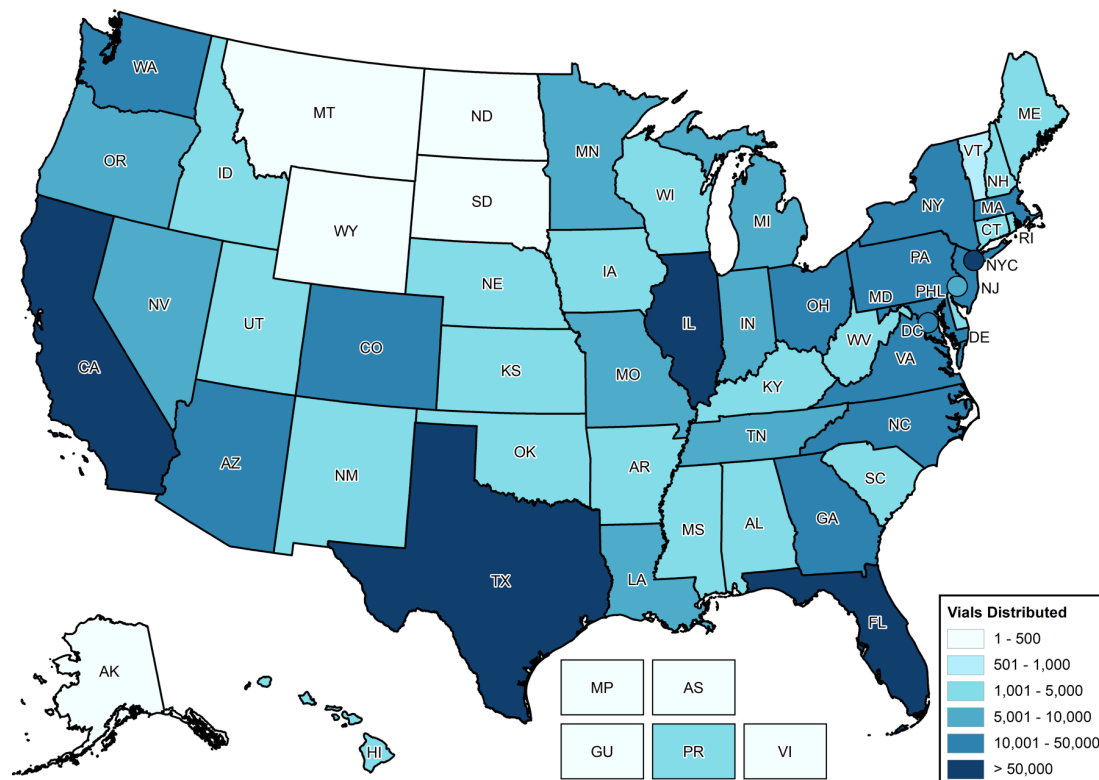 WA
MT
ND
MN
ME
VT
NH
OR
ID
SD
WI
NY
MA
MI
CT
RI
WY
PA
NYC
NE
IA
PHL
NJ
NV
UT
IL
IN
OH
MD
DC
DE
CO
WV
VA
CA
KS
MO
KY
NC
TN
AZ
NM
OK
AR
SC
MS
AL
GA
TX
LA
FL
Vials Distributed
1 - 500
501 - 1,000
1,001 - 5,000
5,001 - 10,000
10,001 - 50,000
> 50,000
AK
MP
AS
HI
GU
PR
VI